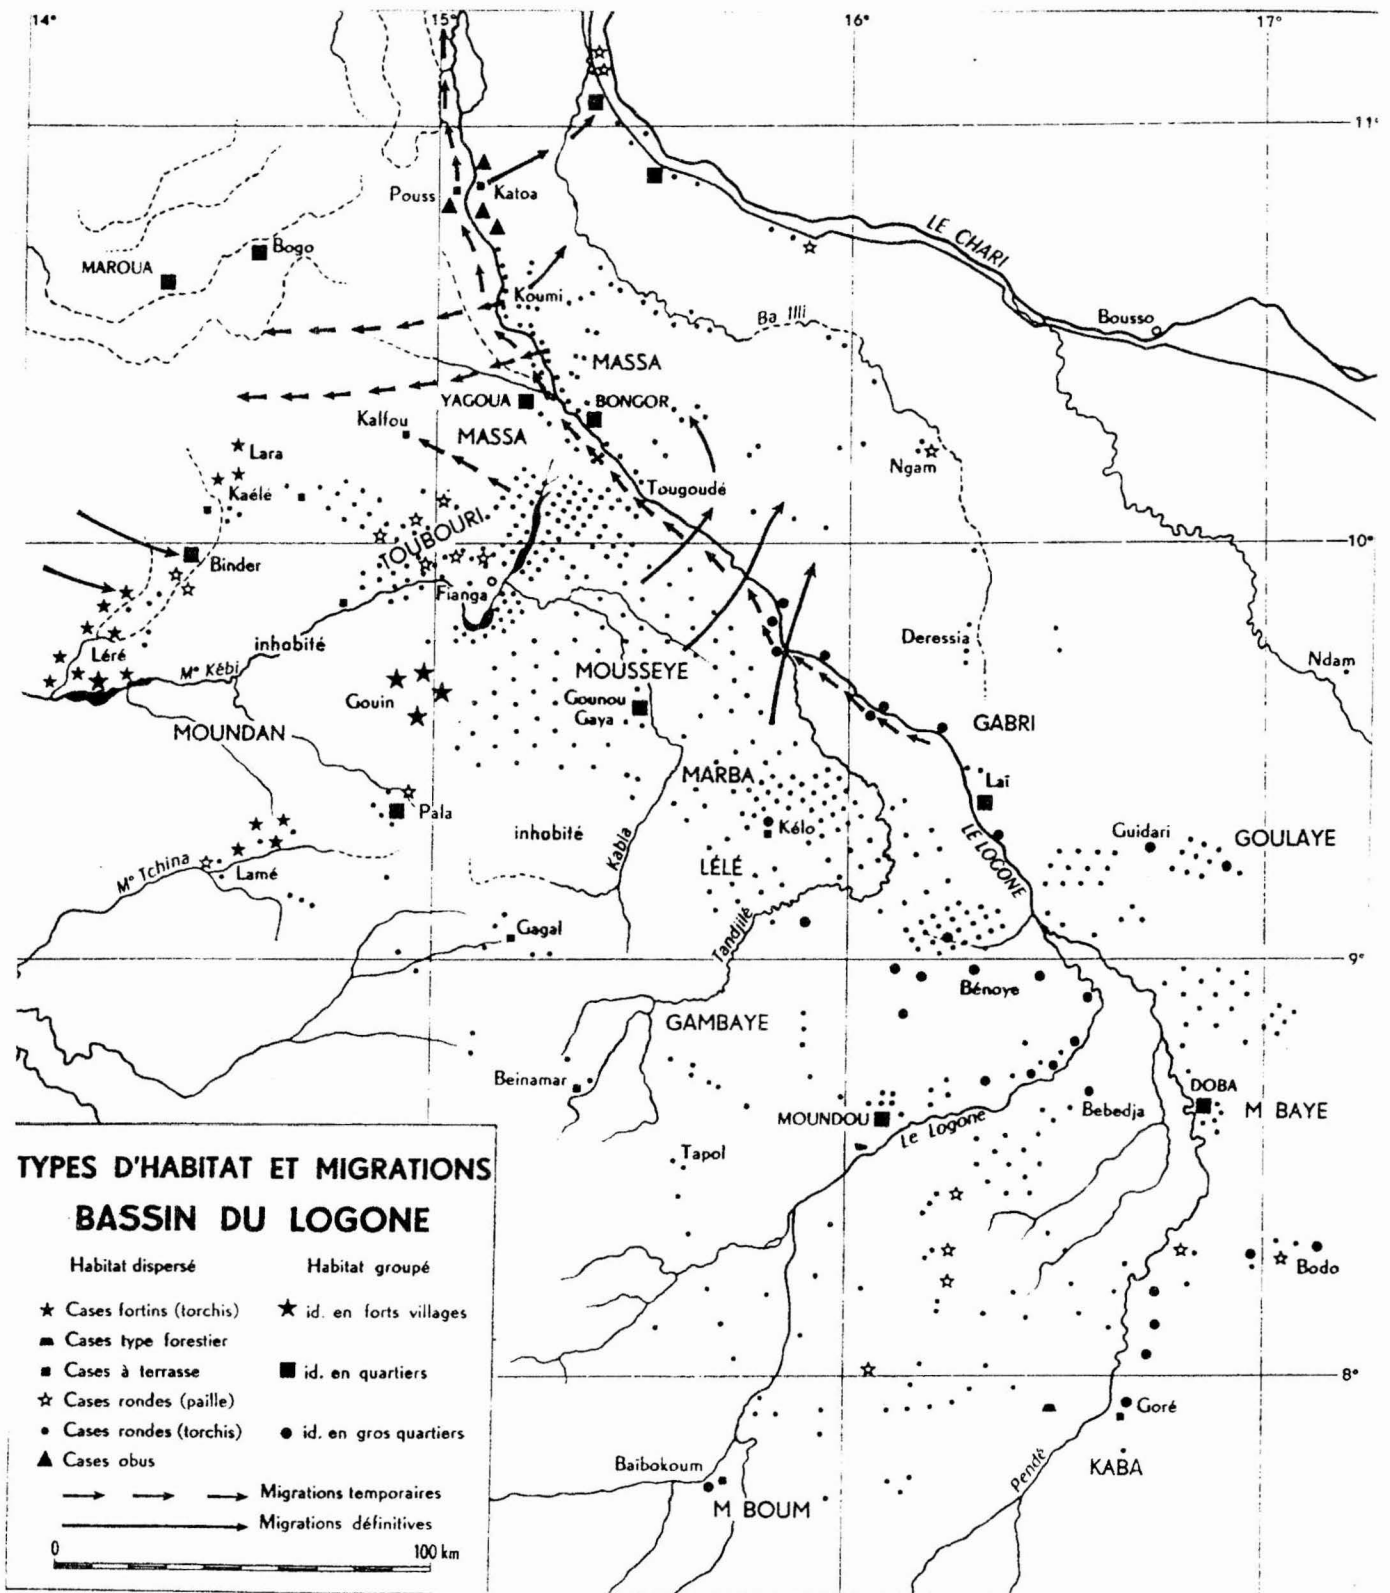 14°
15°
16°
17°
11°
Pouss
Katoa
LE CHARI
Bogo
MAROUA
Koumi
Ba Illi
Bousso
MASSA
YAGOUA
BONGOR
Kalfou
MASSA
Lara
Ngam
Kaélé
Tougoudé
TOUBOURI
10°
Binder
Fianga
inhabité
Deressia
Léré
Mº Kébi
Ndam
MOUSSEYE
Gouin
Gounou
Gaya
GABRI
MOUNDAN
MARBA
Laï
Pala
inhabité
Kabia
Kélo
LE LOGONE
Guidari
GOULAYE
Mº Tchina
Lamé
LÉLÉ
Tandjilé
Gagal
9°
Bénoye
GAMBAYE
Beinamar
MOUNDOU
Le Logone
Bebedja
DOBA
M BAYE
Tapol
Bodo
8°
Goré
Pendé
KABA
Baibokoum
M BOUM
TYPES D'HABITAT ET MIGRATIONS
BASSIN DU LOGONE
Habitat dispersé
Habitat groupé
Cases fortins (torchis)
id. en forts villages
Cases type forestier
Cases à terrasse
id. en quartiers
Cases rondes (paille)
Cases rondes (torchis)
id. en gros quartiers
Cases obus
Migrations temporaires
Migrations définitives
0
100 km